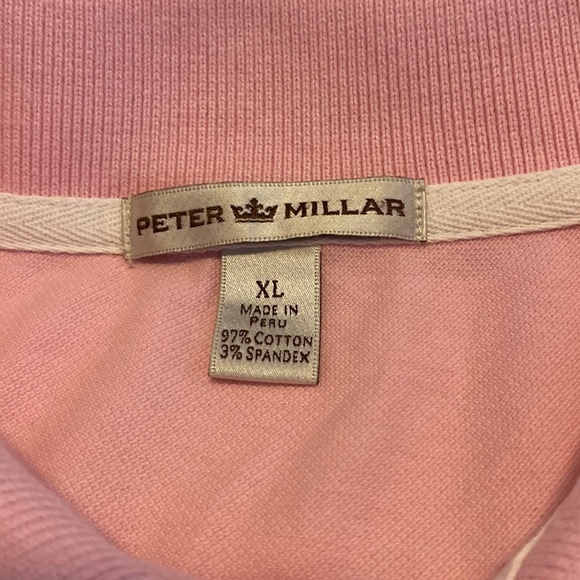 PETER MILLAR
XL
MADE IN
PERU
97% COTTON
3% SPANDEX